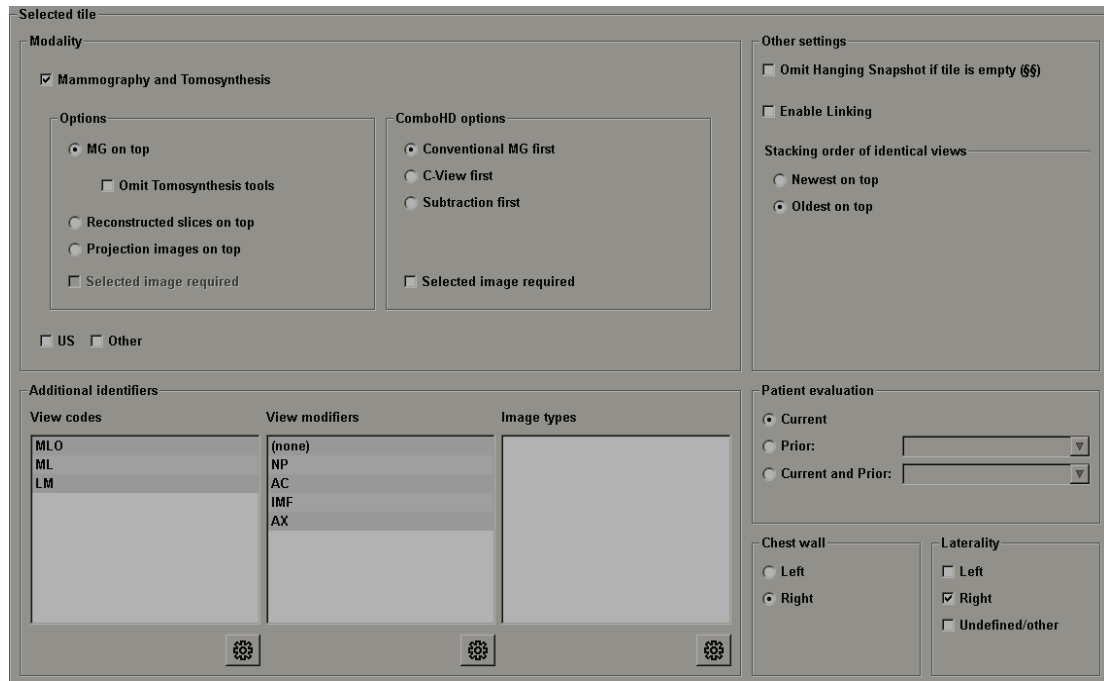 Selected tile
Modality
Mammography and Tomosynthesis
Options
MG on top
Omit Tomosynthesis tools
Reconstructed slices on top
Projection images on top
Selected image required
ComboHD options
Conventional MG first
C-View first
Subtraction first
Selected image required
US
Other
Other settings
Omit Hanging Snapshot if tile is empty (§§)
Enable Linking
Stacking order of identical views
Newest on top
Oldest on top
Additional identifiers
View codes
MLO
ML
LM
View modifiers
(none)
NP
AC
IMF
AX
Image types
Patient evaluation
Current
Prior:
Current and Prior:
Chest wall
Left
Right
Laterality
Left
Right
Undefined/other